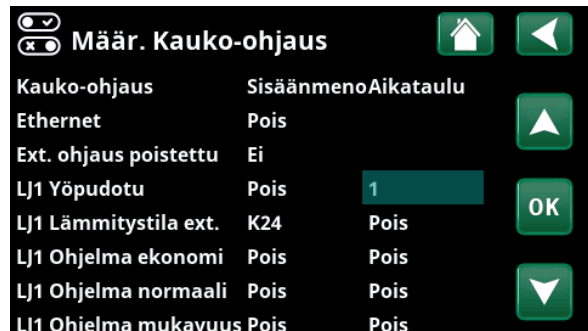 Määr. Kauko-ohjaus
Kauko-ohjaus SisäänmenoAikataulu
Ethernet Pois
Ext. ohjaus poistettu Ei
LJ1 Yöpudotu Pois 1
LJ1 Lämmitystila ext. K24 Pois
OK
LJ1 Ohjelma ekonomi Pois Pois
LJ1 Ohjelma normaali Pois Pois
LJ1 Ohjelma mukavuus Pois Pois